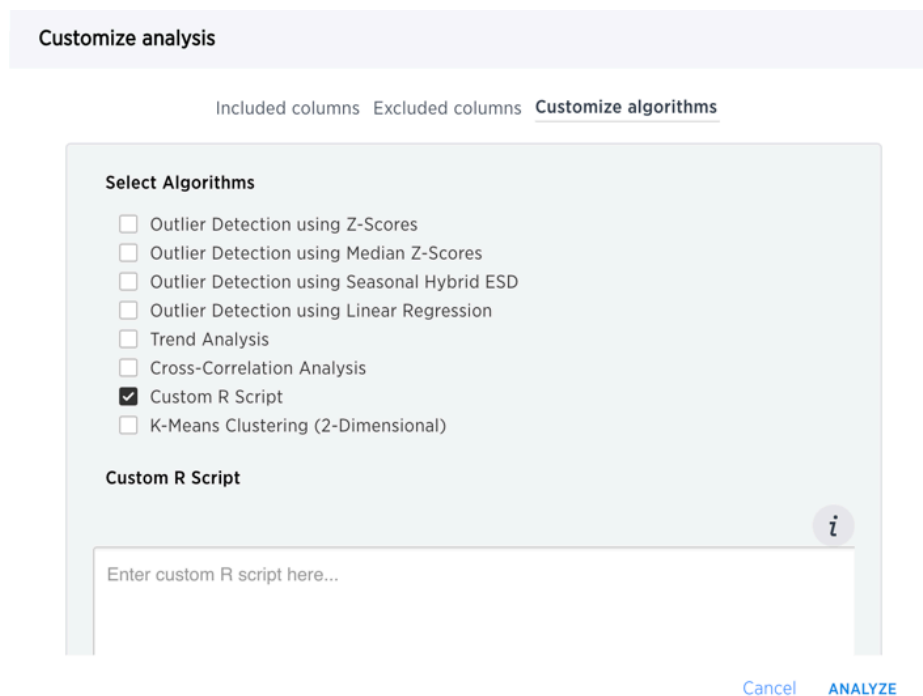 Customize analysis
Included columns Excluded columns Customize algorithms
Select Algorithms
Outlier Detection using Z-Scores
Outlier Detection using Median Z-Scores
Outlier Detection using Seasonal Hybrid ESD
Outlier Detection using Linear Regression
Trend Analysis
Cross-Correlation Analysis
Custom R Script
K-Means Clustering (2-Dimensional)
Custom R Script
i
Enter custom R script here...
Cancel ANALYZE